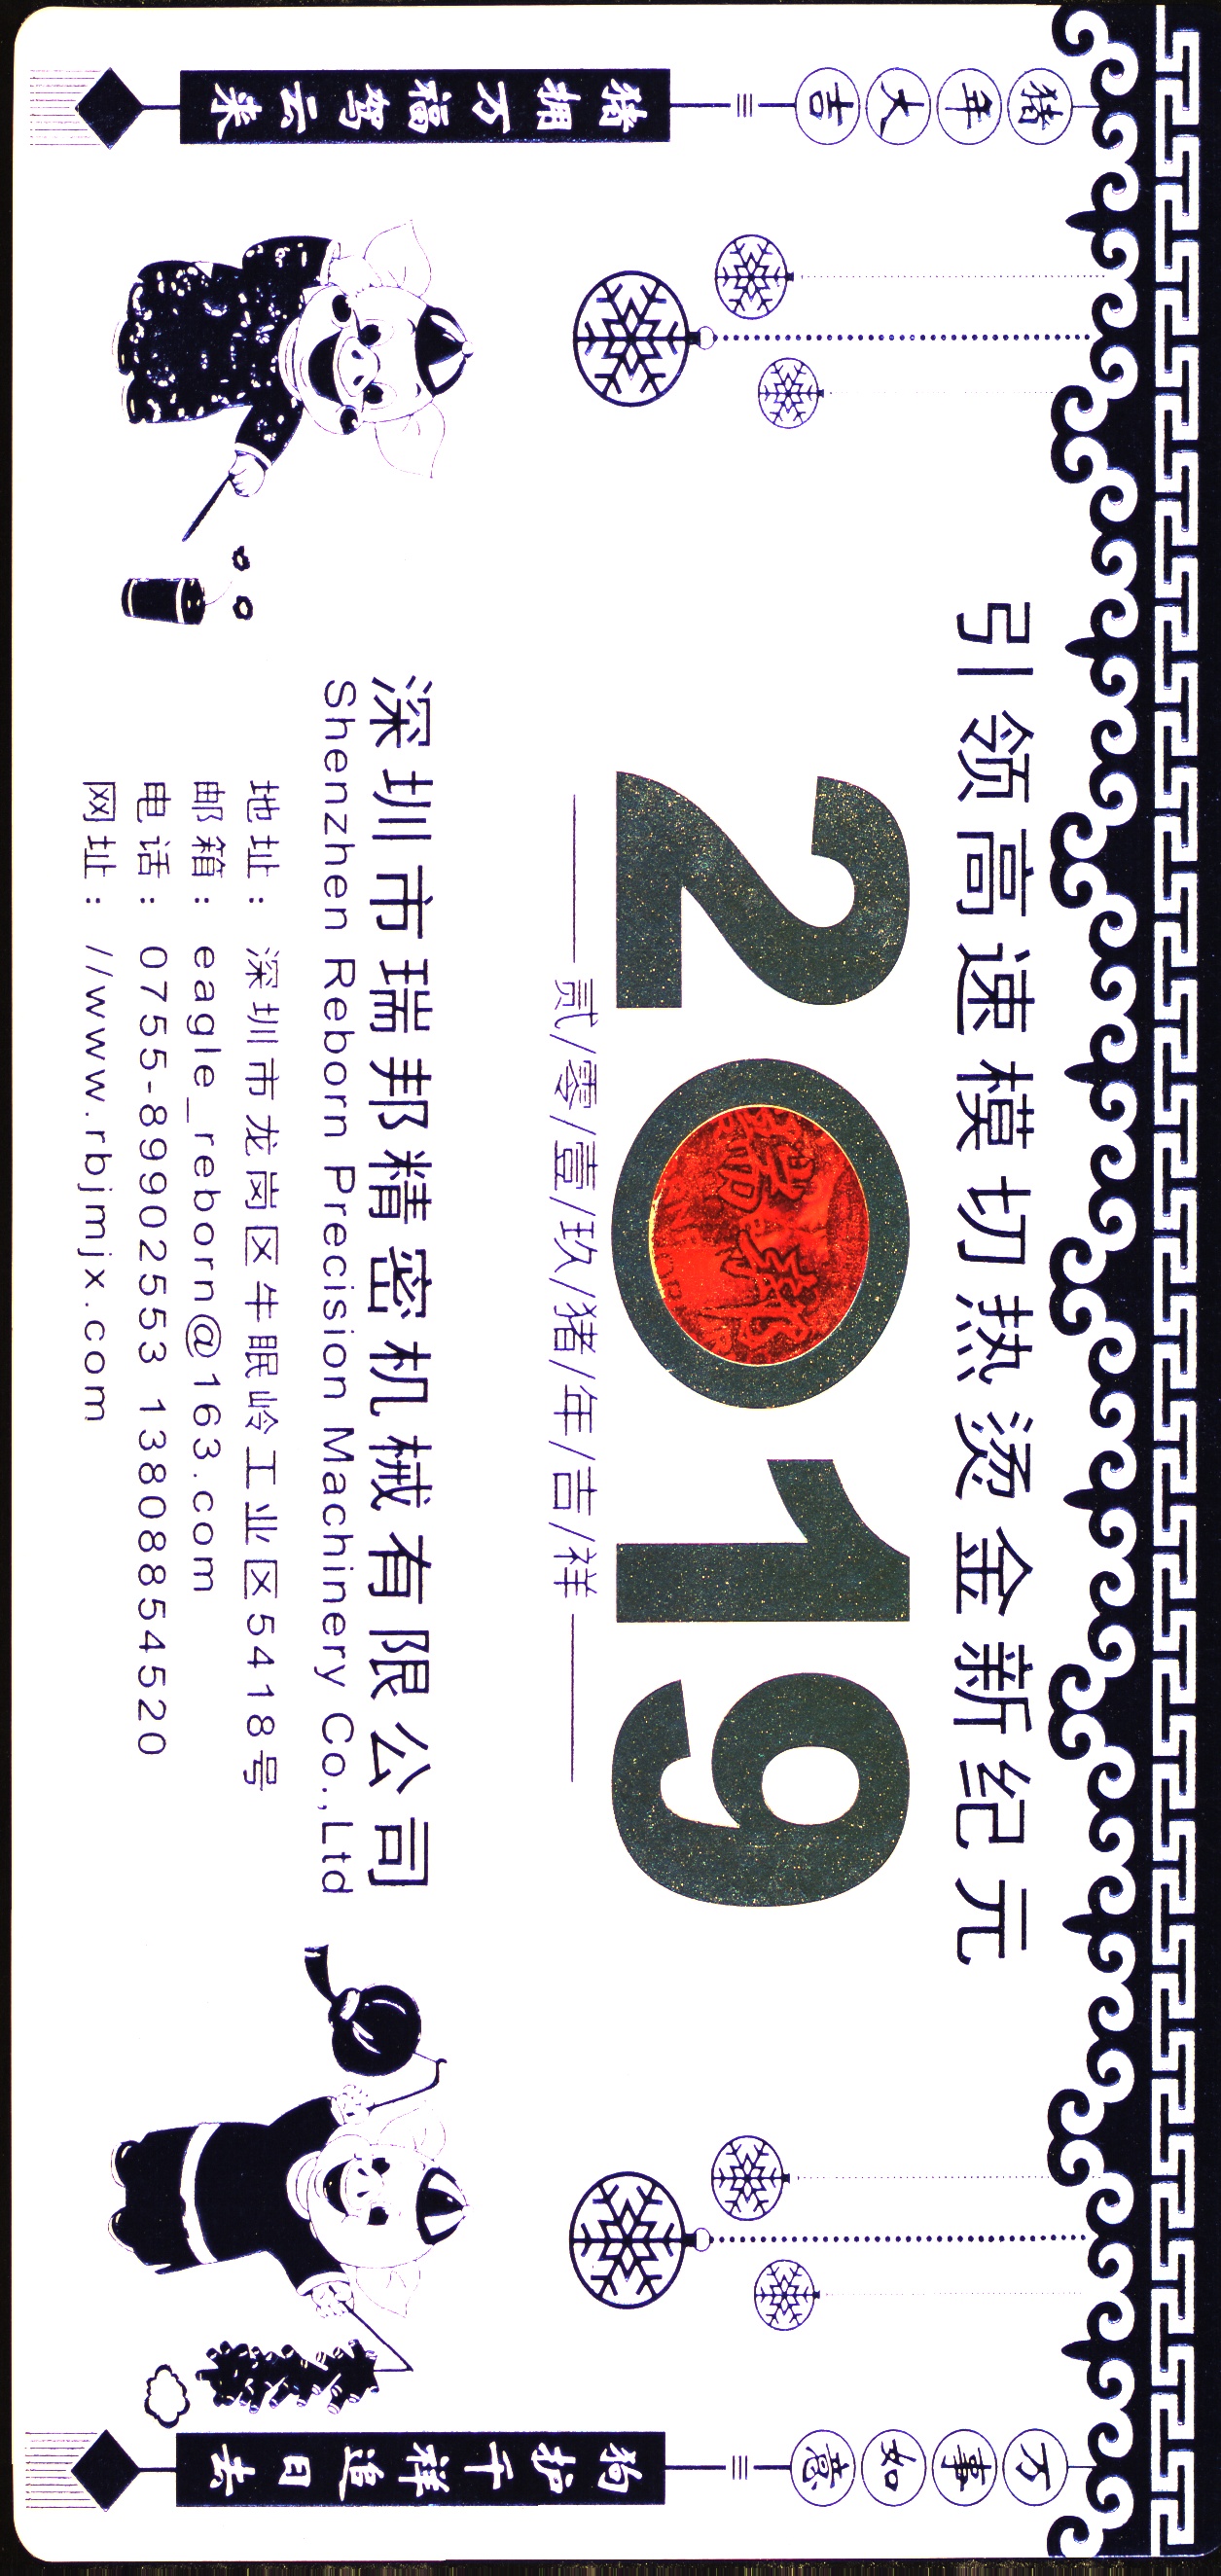 引领高速模切热烫金新纪元
2019
贰/零/壹/玖/猪/年/吉/祥
深圳市瑞邦精密机械有限公司
Shenzhen Reborn Precision Machinery Co.,Ltd
地址： 深圳市龙岗区牛眠岭工业区5418号
邮箱： eagle_reborn@163.com
电话： 0755-89902553 13808854520
网址： //www.rbjmjx.com
猪年大吉
猪拥万福驾云来
万事如意
狗护千祥追日去